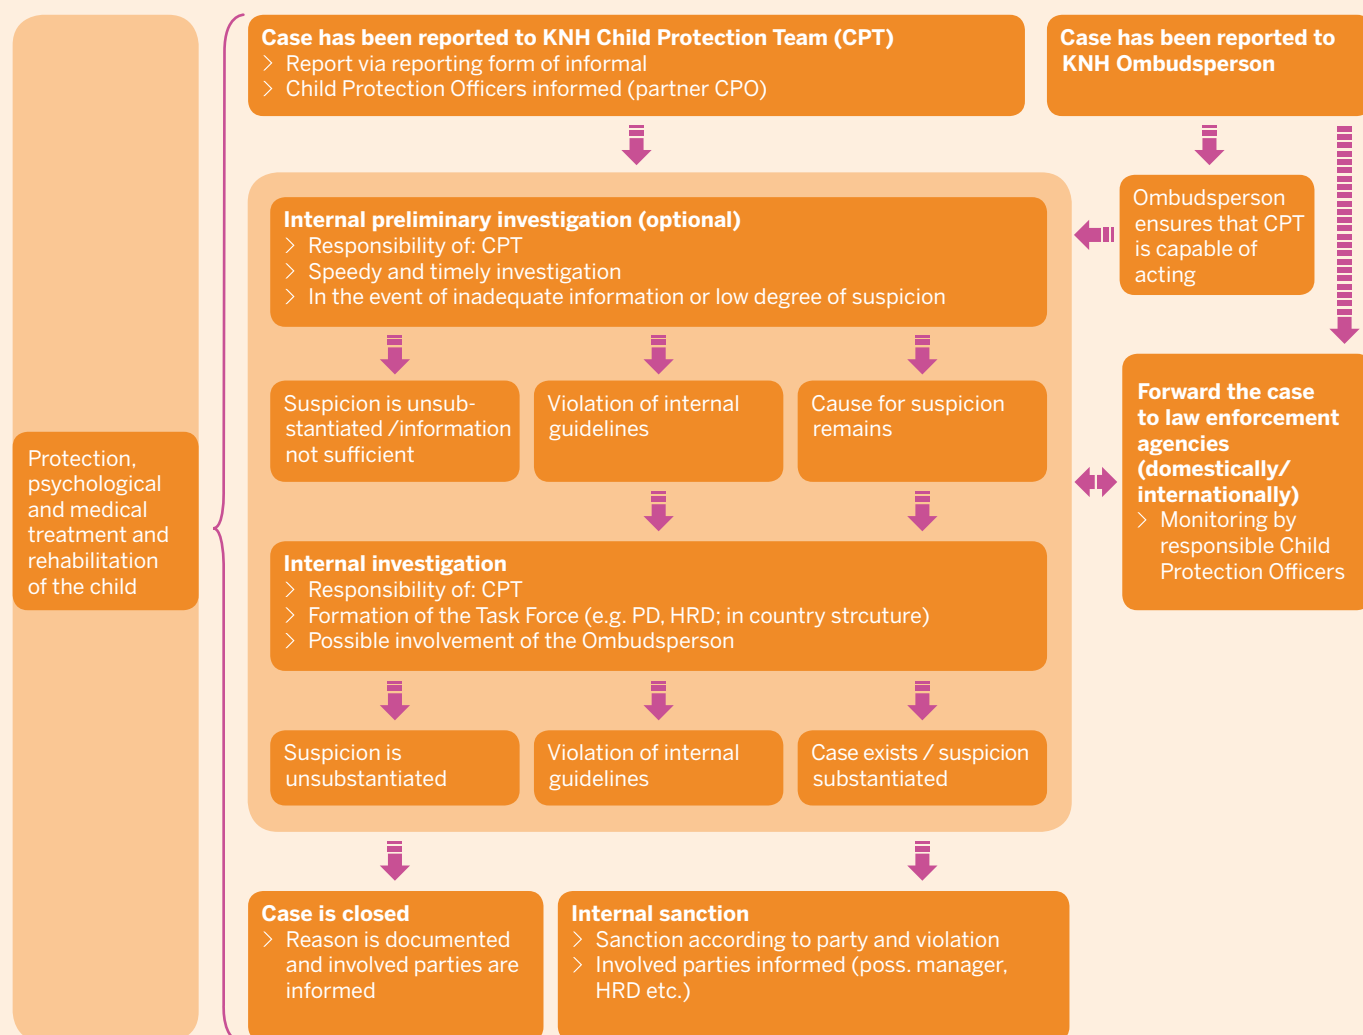 Protection,
psychological
and medical
treatment and
rehabilitation
of the child
Case has been reported to KNH Child Protection Team (CPT)
> Report via reporting form of informal
> Child Protection Officers informed (partner CPO)
Case has been reported to
KNH Ombudsperson
Ombudsperson
ensures that CPT
is capable of
acting
Internal preliminary investigation (optional)
> Responsibility of: CPT
> Speedy and timely investigation
> In the event of inadequate information or low degree of suspicion
Suspicion is unsub-
stantiated /information
not sufficient
Violation of internal
guidelines
Cause for suspicion
remains
Forward the case
to law enforcement
agencies
(domestically/
internationally)
> Monitoring by
responsible Child
Protection Officers
Internal investigation
> Responsibility of: CPT
> Formation of the Task Force (e.g. PD, HRD; in country strcuture)
> Possible involvement of the Ombudsperson
Suspicion is
unsubstantiated
Violation of internal
guidelines
Case exists / suspicion
substantiated
Case is closed
> Reason is documented
and involved parties are
informed
Internal sanction
> Sanction according to party and violation
> Involved parties informed (poss. manager,
HRD etc.)